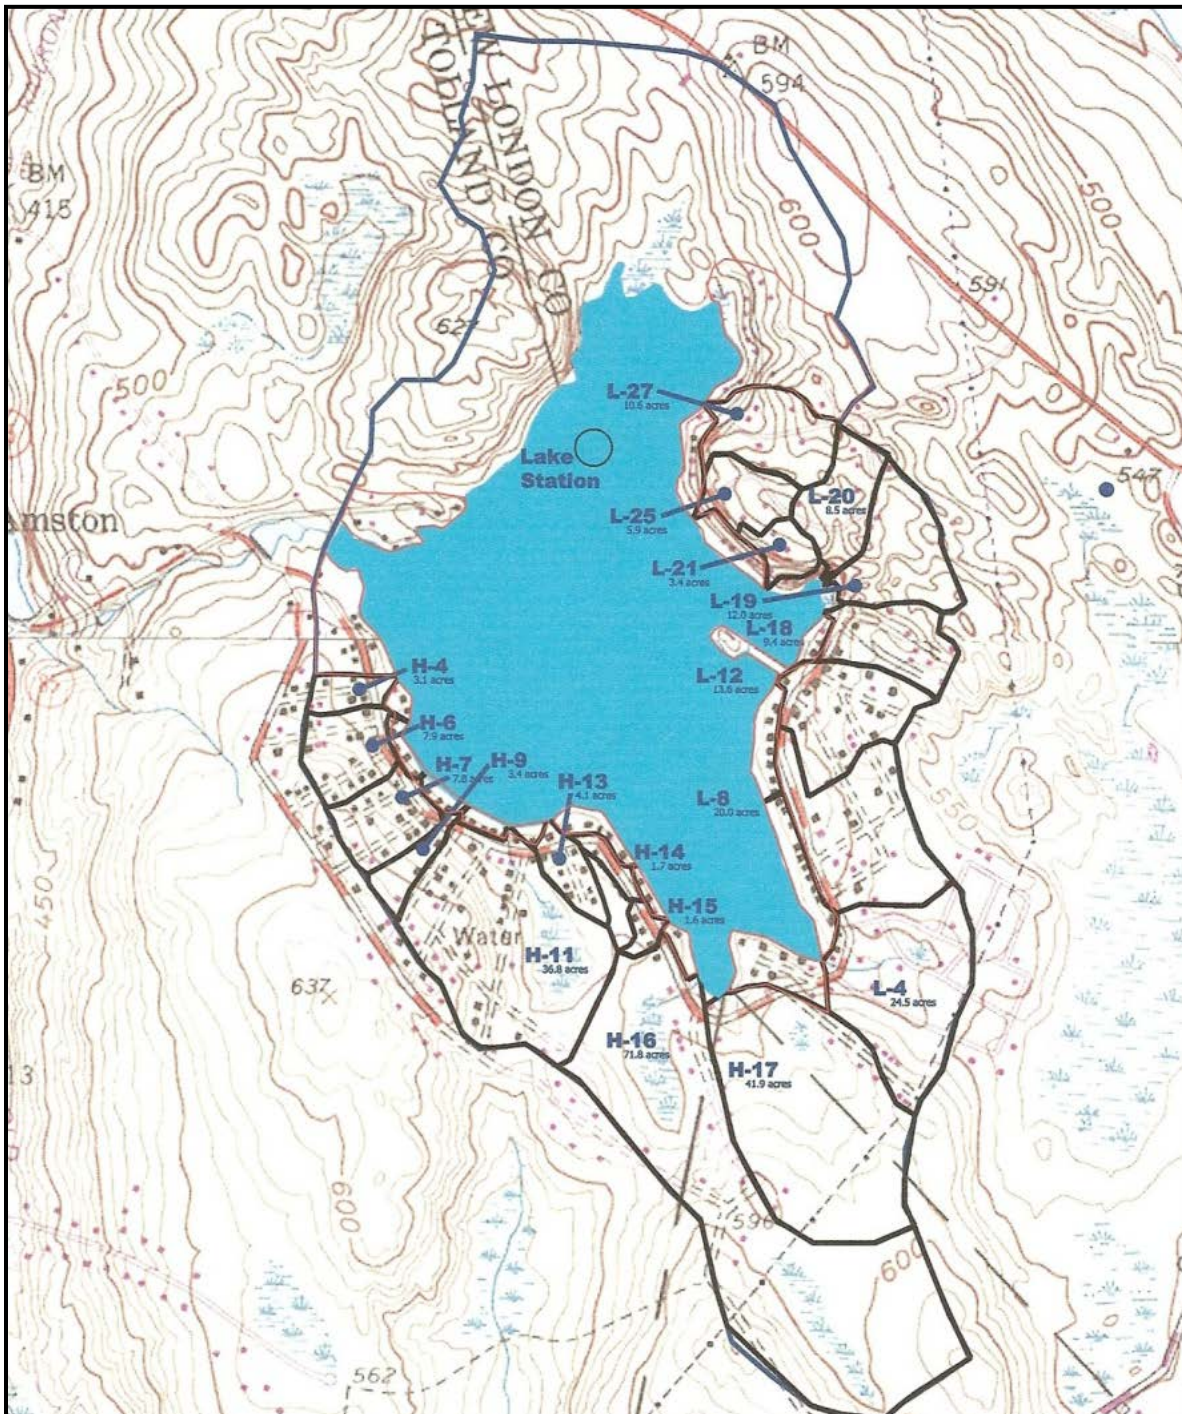 EN LONDON CO
TOLLAND CO
BM
594
BM
415
600
500
591
627
500
L-27
10.6 acres
Lake
Station
547
L-20
8.5 acres
L-25
5.9 acres
Amston
L-21
3.4 acres
L-19
12.0 acres
L-18
9.4 acres
H-4
3.1 acres
L-12
13.8 acres
H-6
7.9 acres
H-7
7.8 acres
H-9
3.4 acres
H-13
4.1 acres
L-8
20.0 acres
550
H-14
1.7 acres
450
H-15
1.6 acres
Water
H-11
36.8 acres
637
L-4
24.5 acres
H-16
71.8 acres
H-17
41.9 acres
13
600
596
600
562